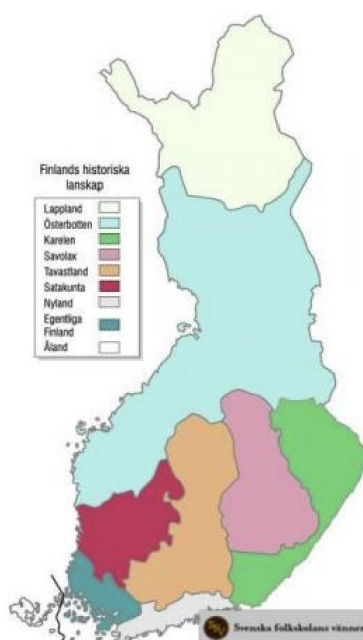 Finlands historiska
lanskap
Lappland
Österbotten
Karelen
Savolax
Tavastland
Satakunta
Nyland
Egentliga
Finland
Åland
Svenska folkskolans vänner